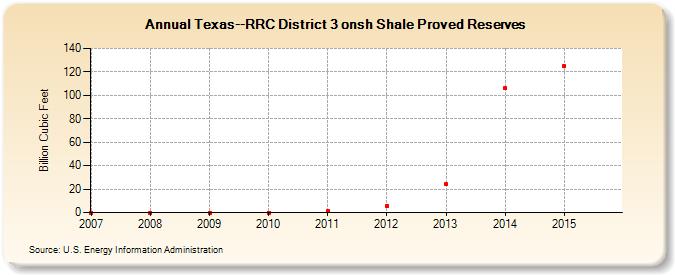 Annual Texas--RRC District 3 onsh Shale Proved Reserves
Billion Cubic Feet
140
120
100
80
60
40
20
0
2007 2008 2009 2010 2011 2012 2013 2014 2015
Source: U.S. Energy Information Administration